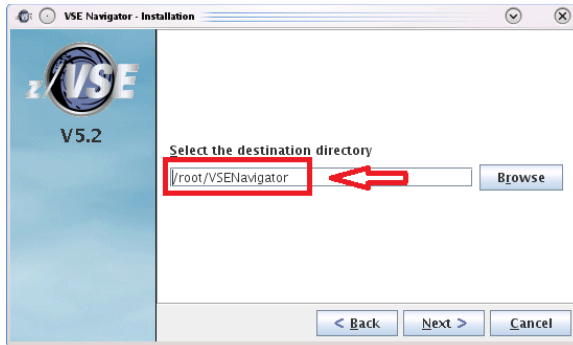 VSE Navigator - Installation
z/VSE
V5.2
Select the destination directory
/root/VSENavigator
Browse
< Back
Next >
Cancel